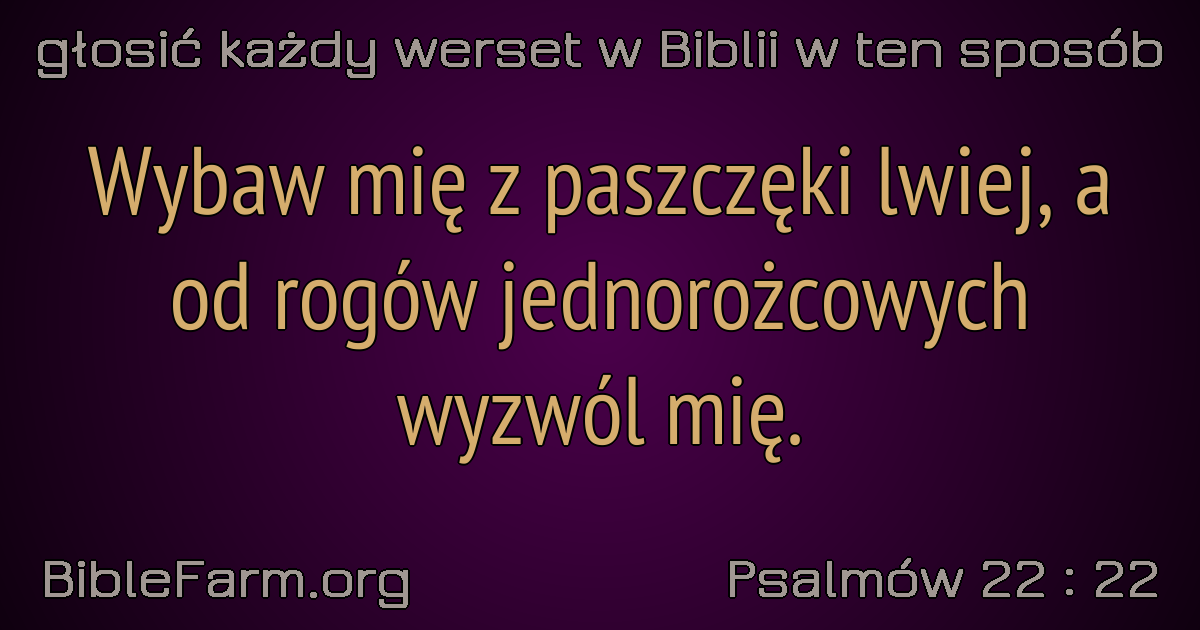 głosić każdy werset w Biblii w ten sposób
Wybaw mię z paszczęki lwiej, a
od rogów jednorożcowych
wyzwól mię.
BibleFarm.org
Psalmów 22 : 22